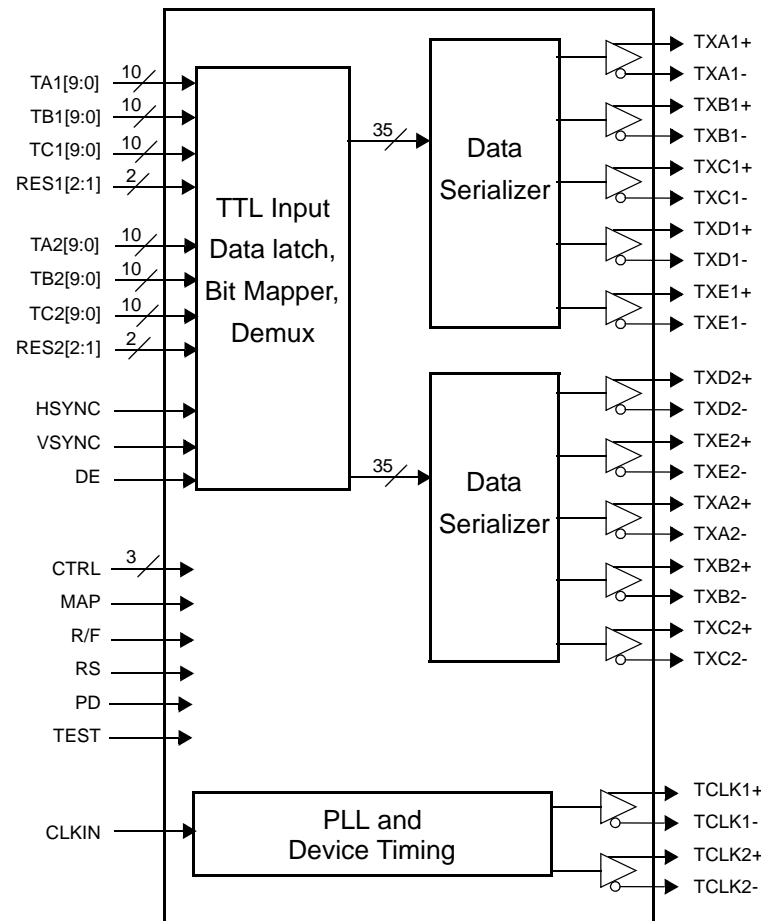 TA1[9:0] 10
TB1[9:0] 10
TC1[9:0] 10
RES1[2:1] 2
TA2[9:0] 10
TB2[9:0] 10
TC2[9:0] 10
RES2[2:1] 2
HSYNC
VSYNC
DE
CTRL 3
MAP
R/F
RS
PD
TEST
CLKIN
TTL Input
Data latch,
Bit Mapper,
Demux
35
35
Data
Serializer
Data
Serializer
PLL and
Device Timing
TXA1+
TXA1-
TXB1+
TXB1-
TXC1+
TXC1-
TXD1+
TXD1-
TXE1+
TXE1-
TXD2+
TXD2-
TXE2+
TXE2-
TXA2+
TXA2-
TXB2+
TXB2-
TXC2+
TXC2-
TCLK1+
TCLK1-
TCLK2+
TCLK2-